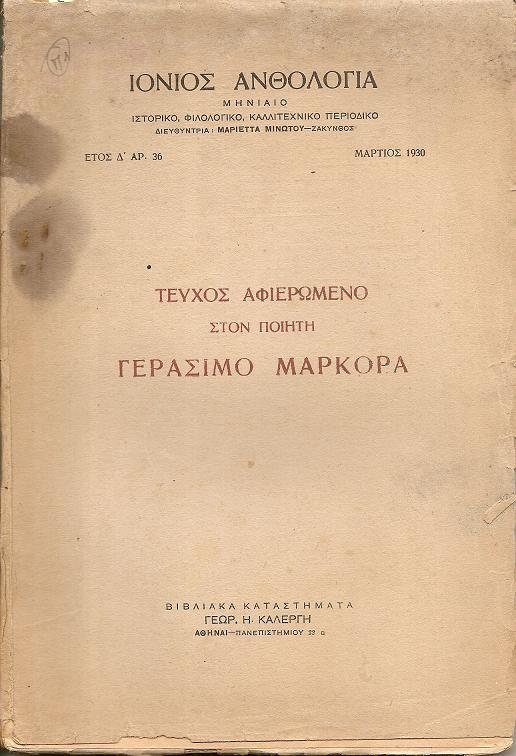 ΙΟΝΙΟΣ ΑΝΘΟΛΟΓΙΑ
ΜΗΝΙΑΙΟ
ΙΣΤΟΡΙΚΟ, ΦΙΛΟΛΟΓΙΚΟ, ΚΑΛΛΙΤΕΧΝΙΚΟ ΠΕΡΙΟΔΙΚΟ
ΔΙΕΥΘΥΝΤΡΙΑ: ΜΑΡΙΕΤΤΑ ΜΙΝΩΤΟΥ—ΖΑΚΥΝΘΟΣ
ΕΤΟΣ Δ΄ ΑΡ. 36
ΜΑΡΤΙΟΣ 1930
ΤΕΥΧΟΣ ΑΦΙΕΡΩΜΕΝΟ
ΣΤΟΝ ΠΟΙΗΤΗ
ΓΕΡΑΣΙΜΟ ΜΑΡΚΟΡΑ
ΒΙΒΛΙΑΚΑ ΚΑΤΑΣΤΗΜΑΤΑ
ΓΕΩΡ. Η. ΚΑΛΕΡΓΗ
ΑΘΗΝΑΙ—ΠΑΝΕΠΙΣΤΗΜΙΟΥ